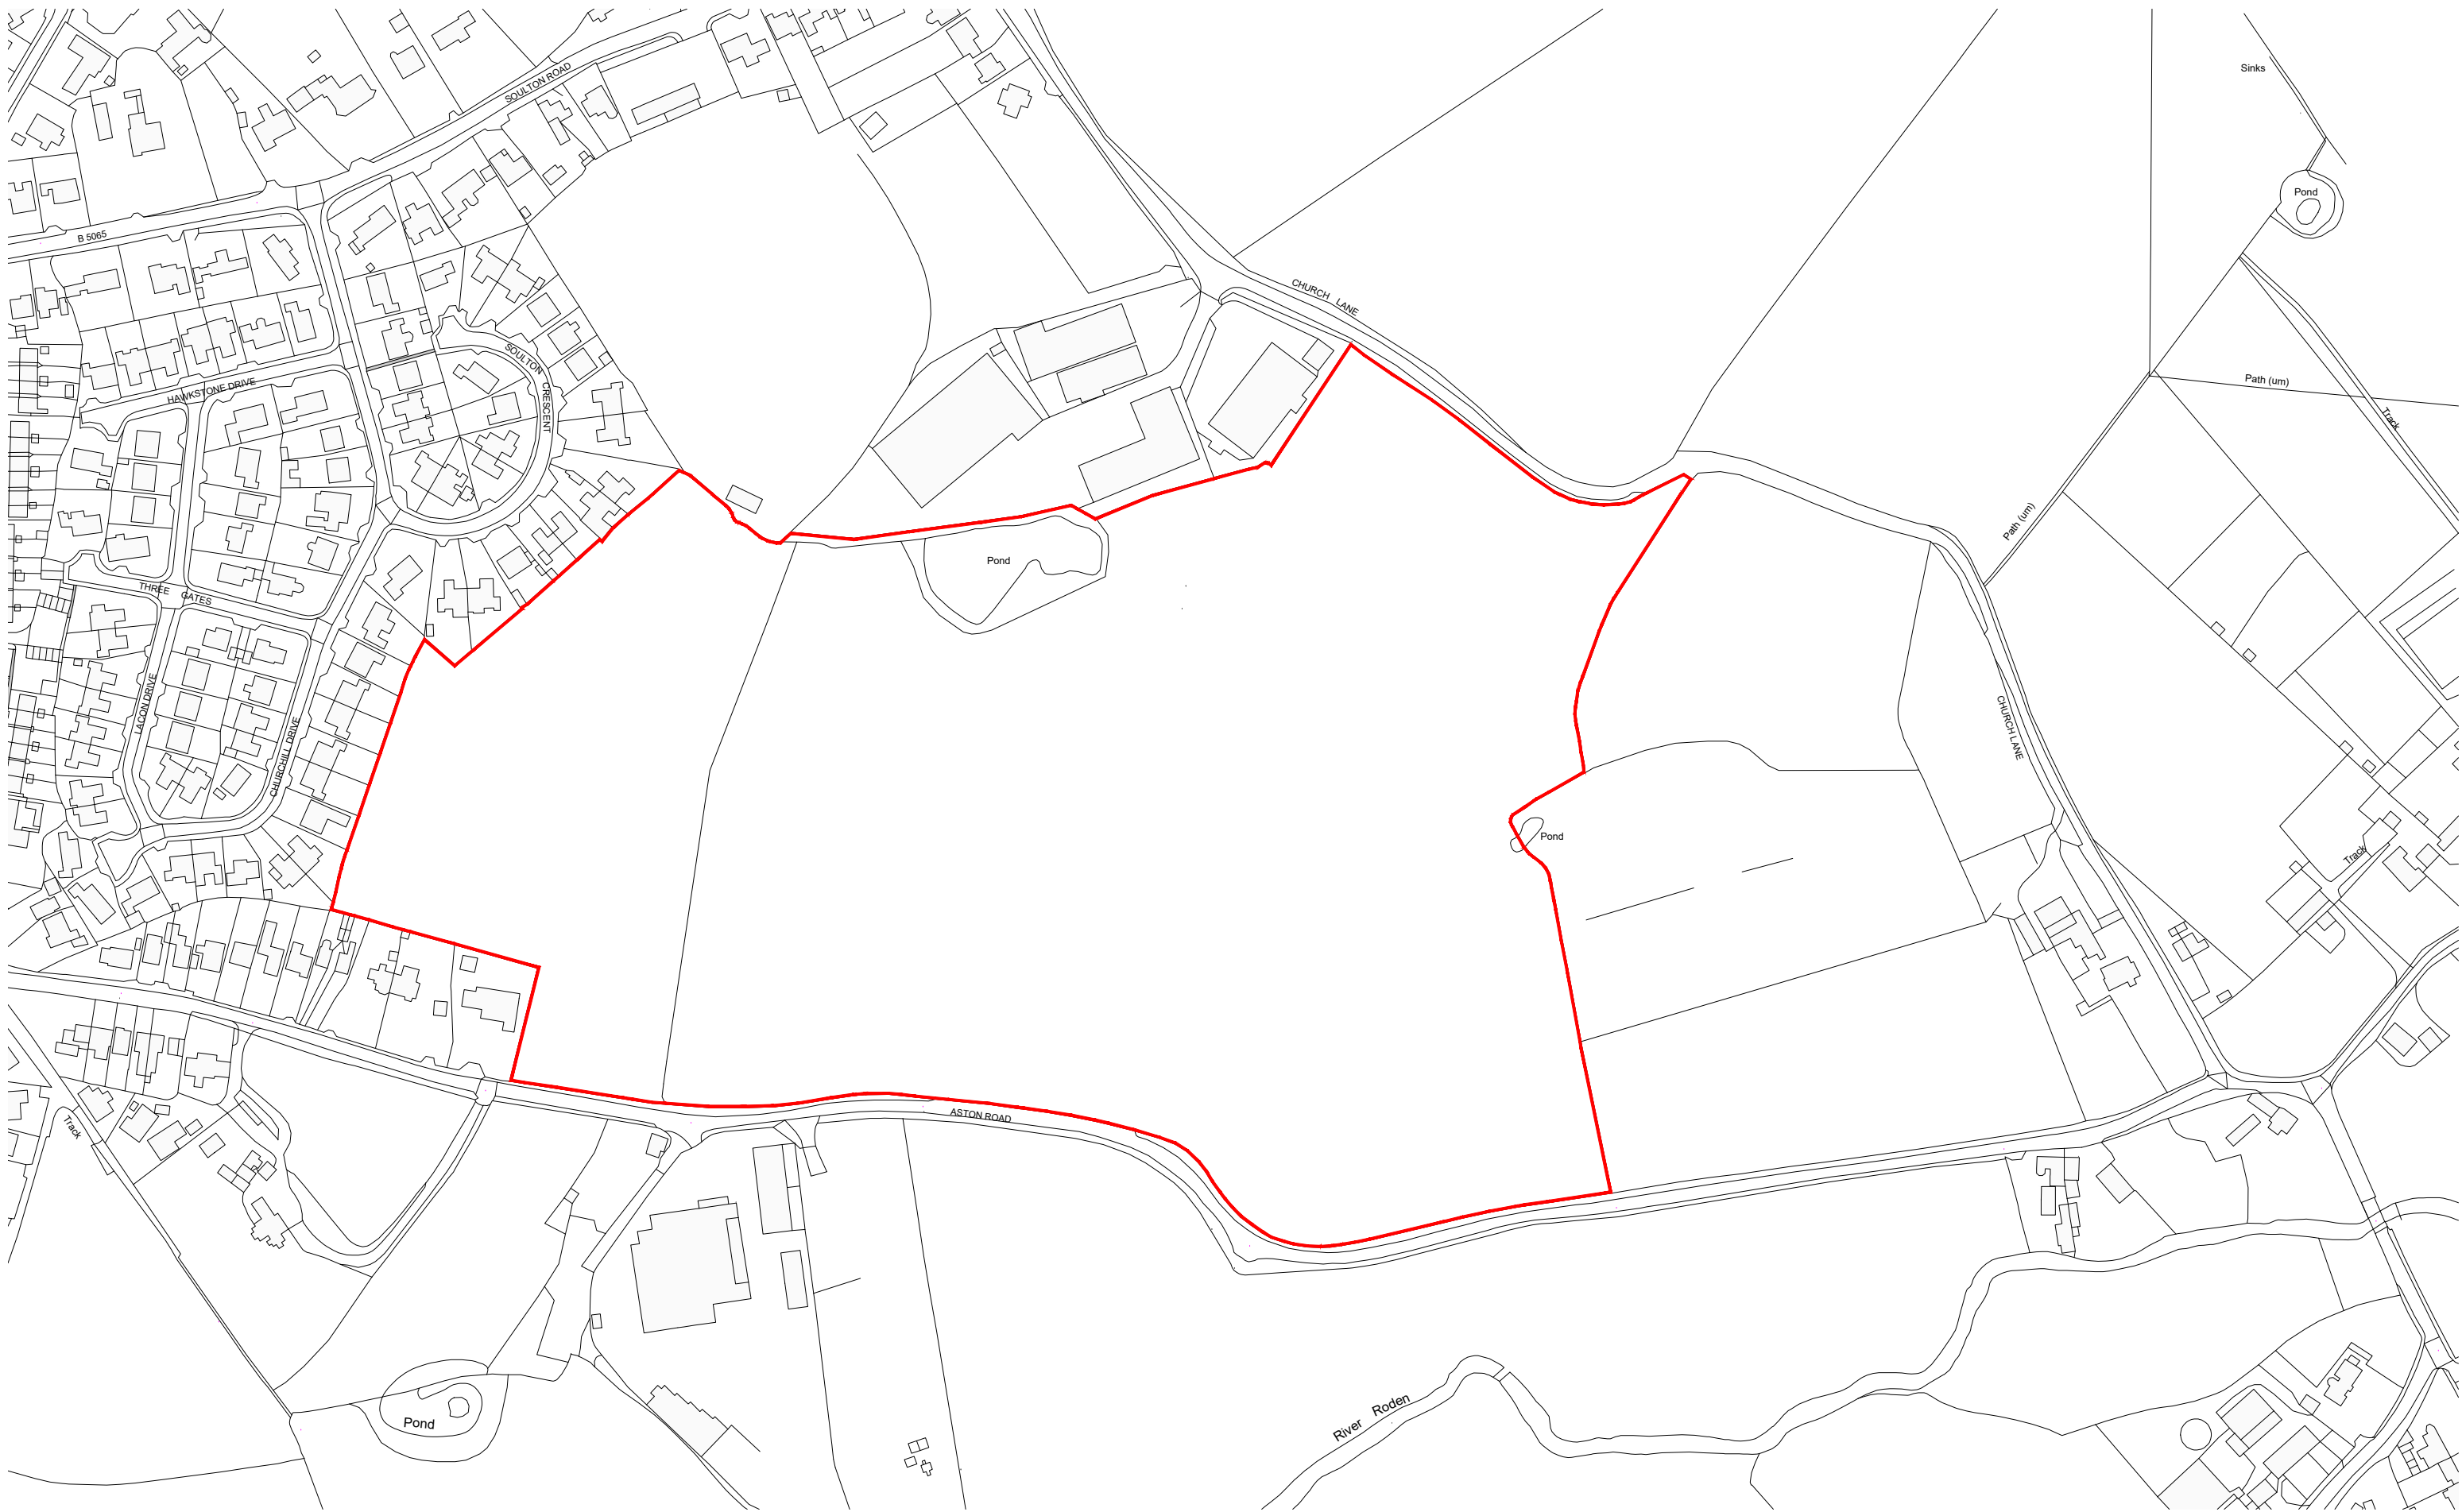 Sinks
SOULTON ROAD
Pond
B 5065
CHURCH LANE
SOULTON CRESCENT
HAWKSTONE DRIVE
Path (um)
Track
Path (um)
Pond
THREE GATES
LACON DRIVE
CHURCHILL DRIVE
CHURCH LANE
Pond
Track
ASTON ROAD
Track
River Roden
Pond